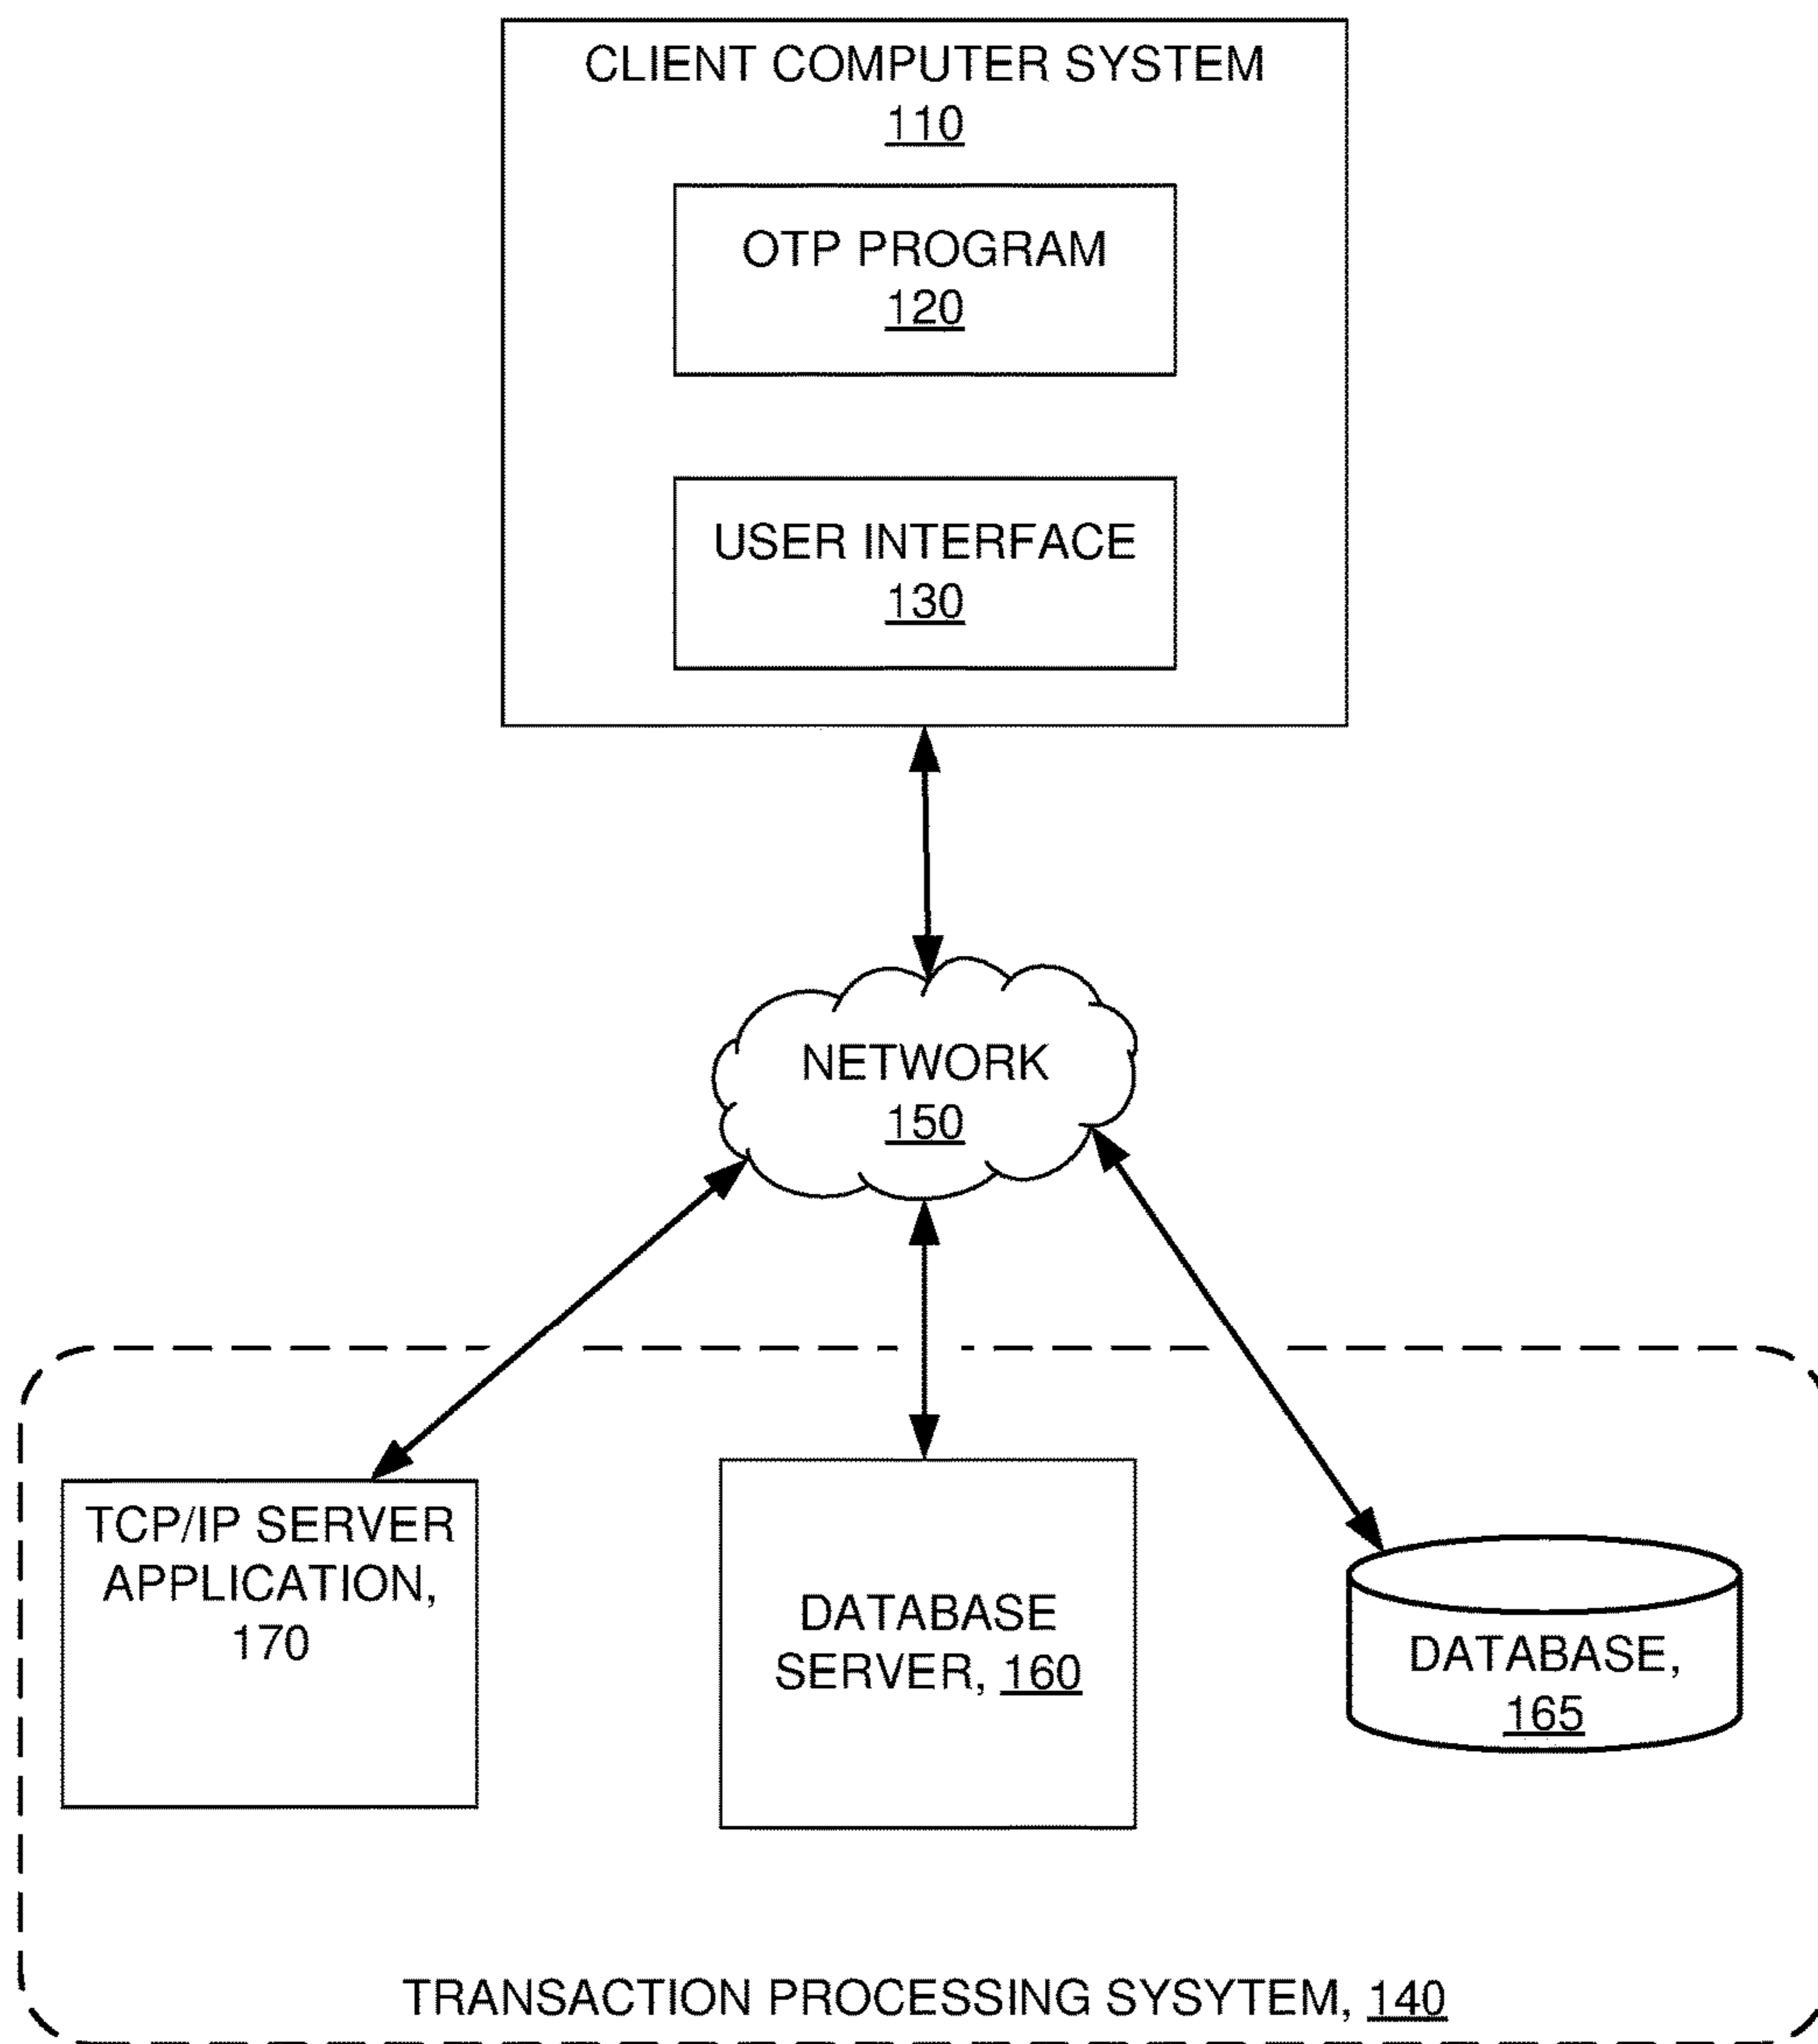 CLIENT COMPUTER SYSTEM
110
OTP PROGRAM
120
USER INTERFACE
130
NETWORK
150
TCP/IP SERVER
APPLICATION,
170
DATABASE
SERVER, 160
DATABASE,
165
TRANSACTION PROCESSING SYSYTEM, 140